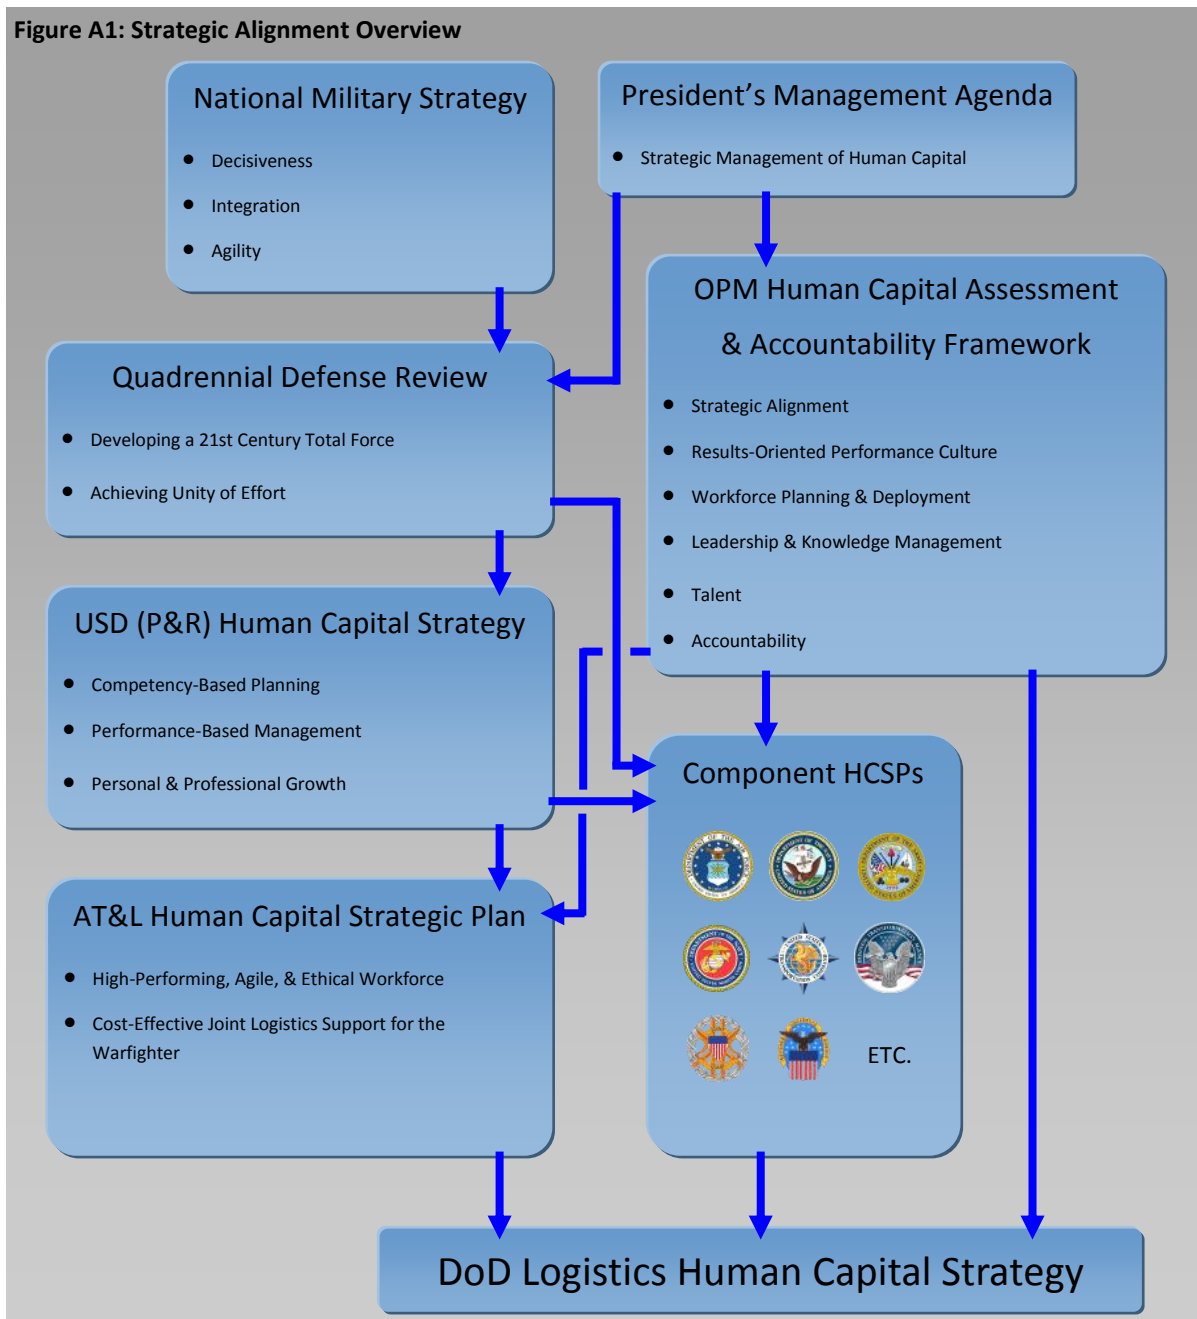 Figure A1: Strategic Alignment Overview
National Military Strategy
• Decisiveness
• Integration
• Agility
President’s Management Agenda
• Strategic Management of Human Capital
OPM Human Capital Assessment
& Accountability Framework
• Strategic Alignment
• Results-Oriented Performance Culture
• Workforce Planning & Deployment
• Leadership & Knowledge Management
• Talent
• Accountability
Quadrennial Defense Review
• Developing a 21st Century Total Force
• Achieving Unity of Effort
USD (P&R) Human Capital Strategy
• Competency-Based Planning
• Performance-Based Management
• Personal & Professional Growth
Component HCSPs
ETC.
AT&L Human Capital Strategic Plan
• High-Performing, Agile, & Ethical Workforce
• Cost-Effective Joint Logistics Support for the
Warfighter
DoD Logistics Human Capital Strategy